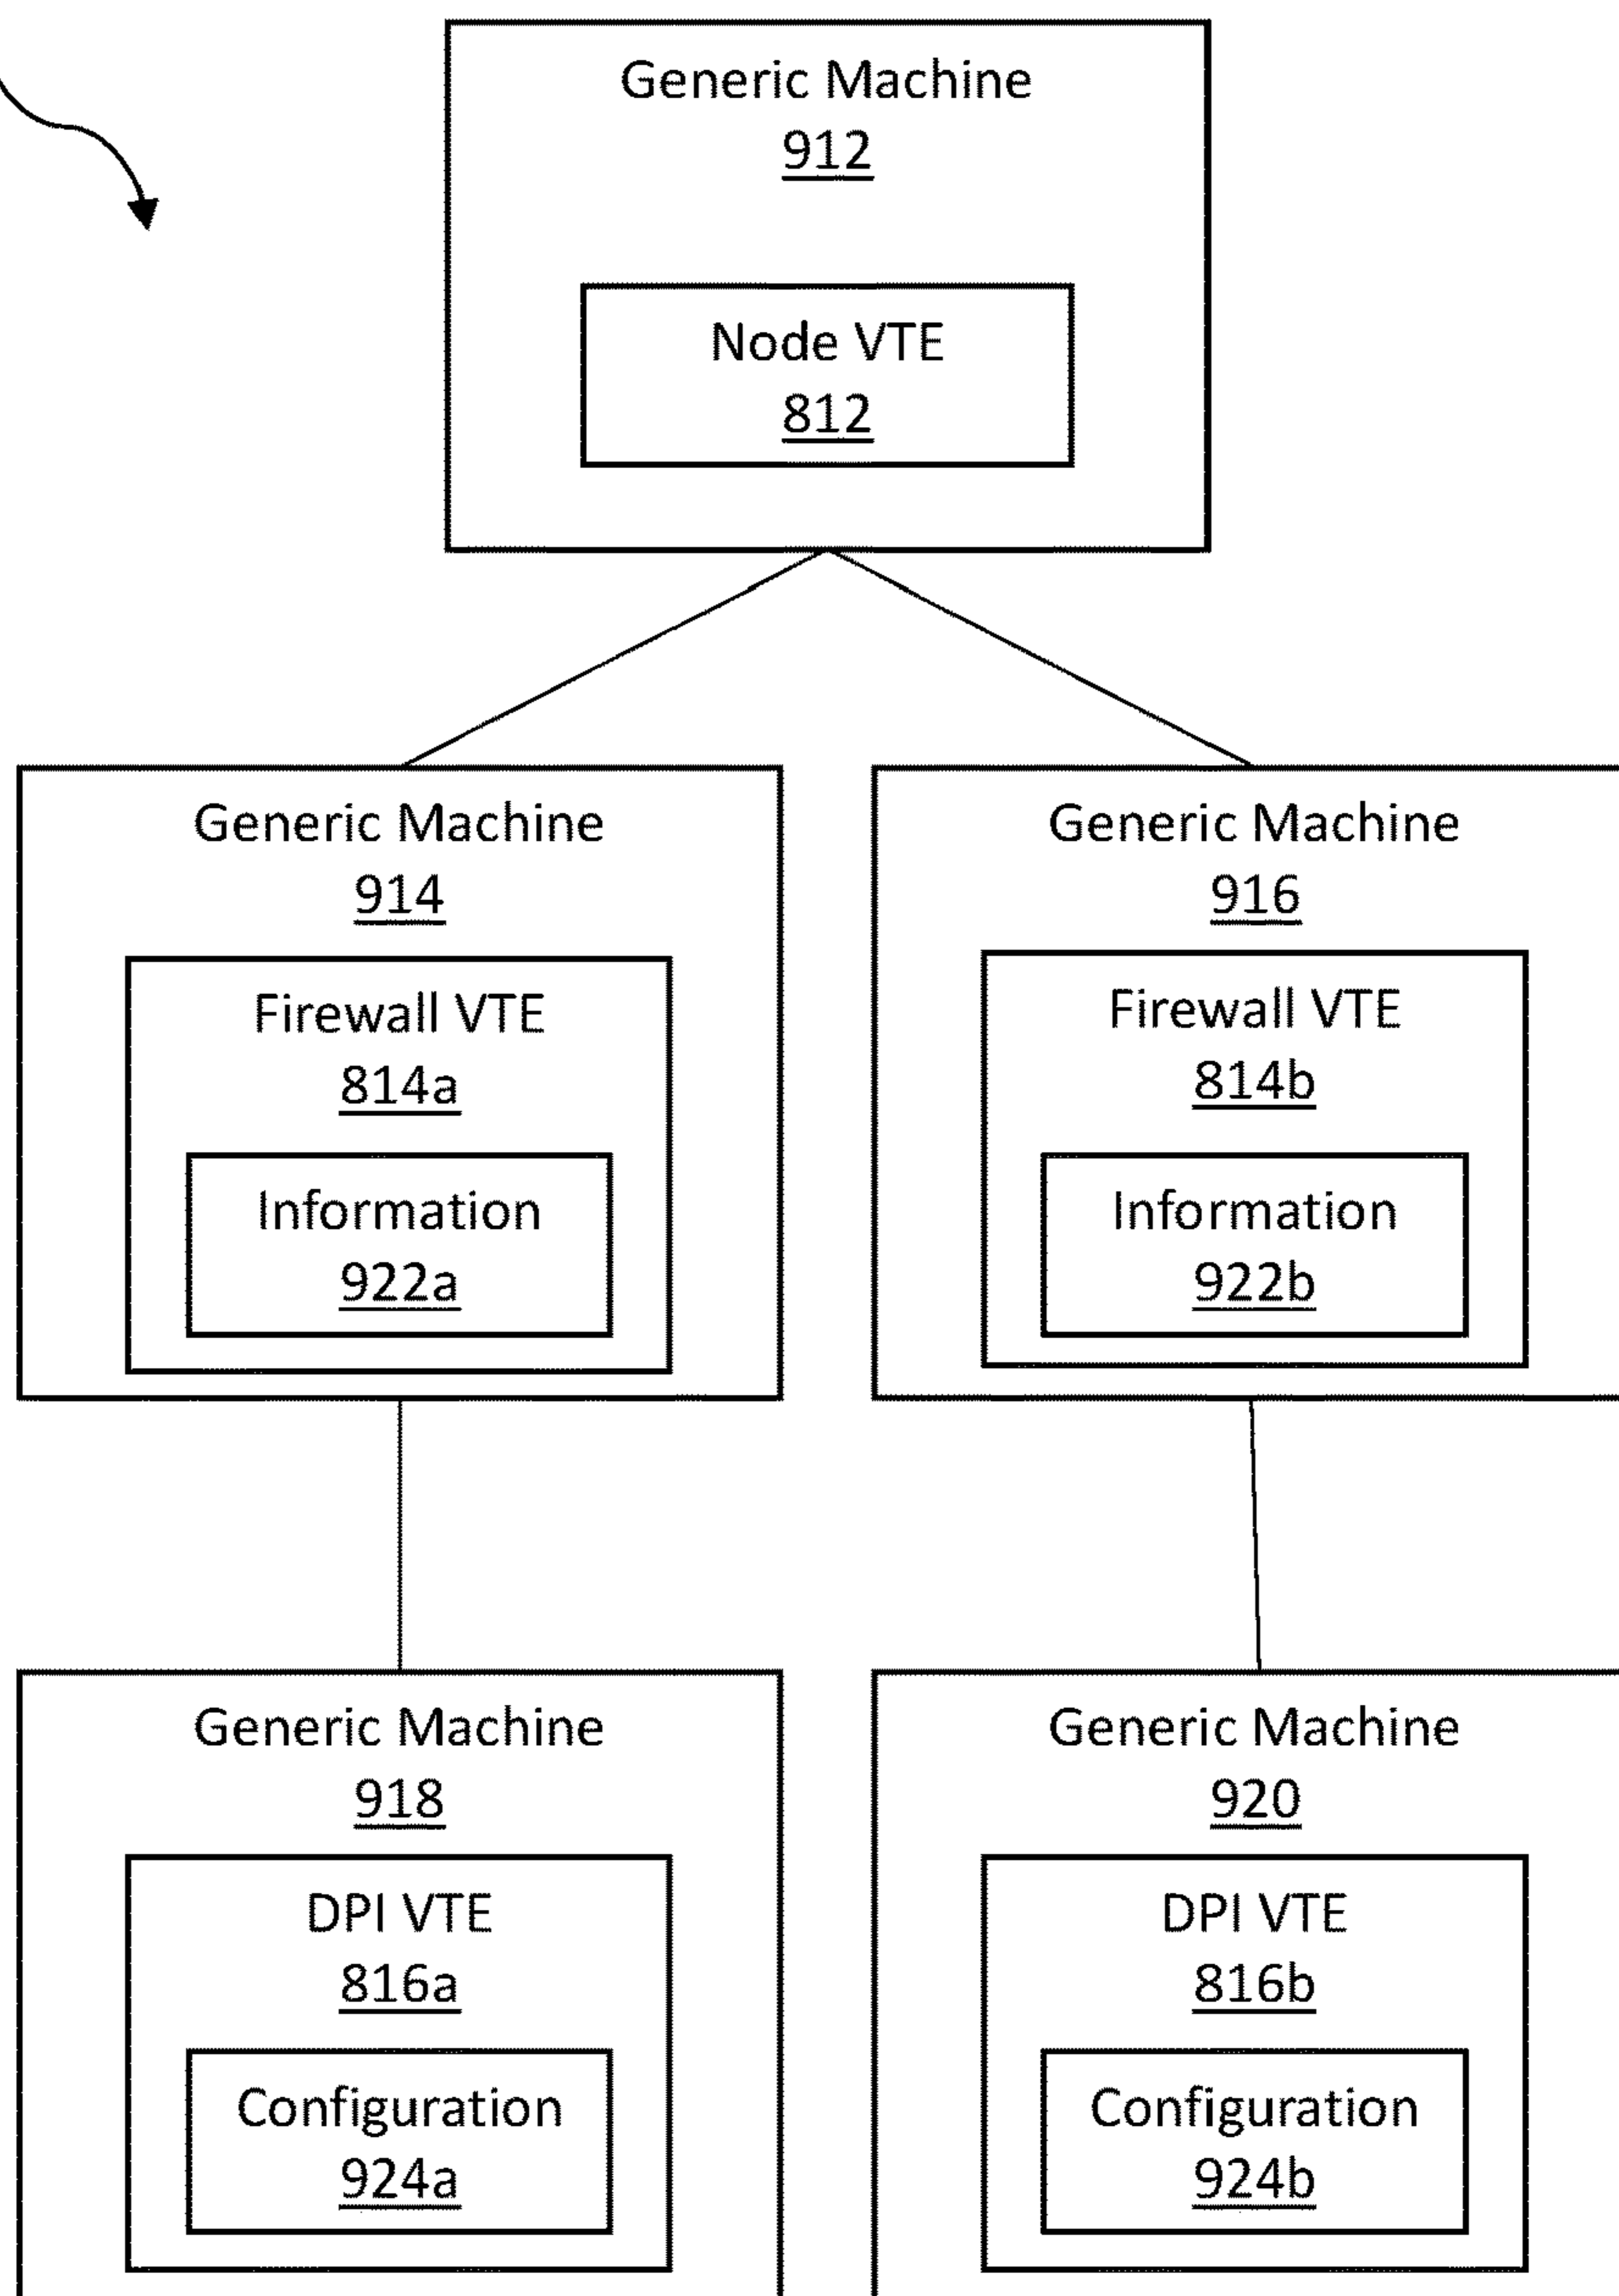 Generic Machine
912
Node VTE
812
Generic Machine
914
Firewall VTE
814a
Information
922a
Generic Machine
916
Firewall VTE
814b
Information
922b
Generic Machine
918
DPI VTE
816a
Configuration
924a
Generic Machine
920
DPI VTE
816b
Configuration
924b